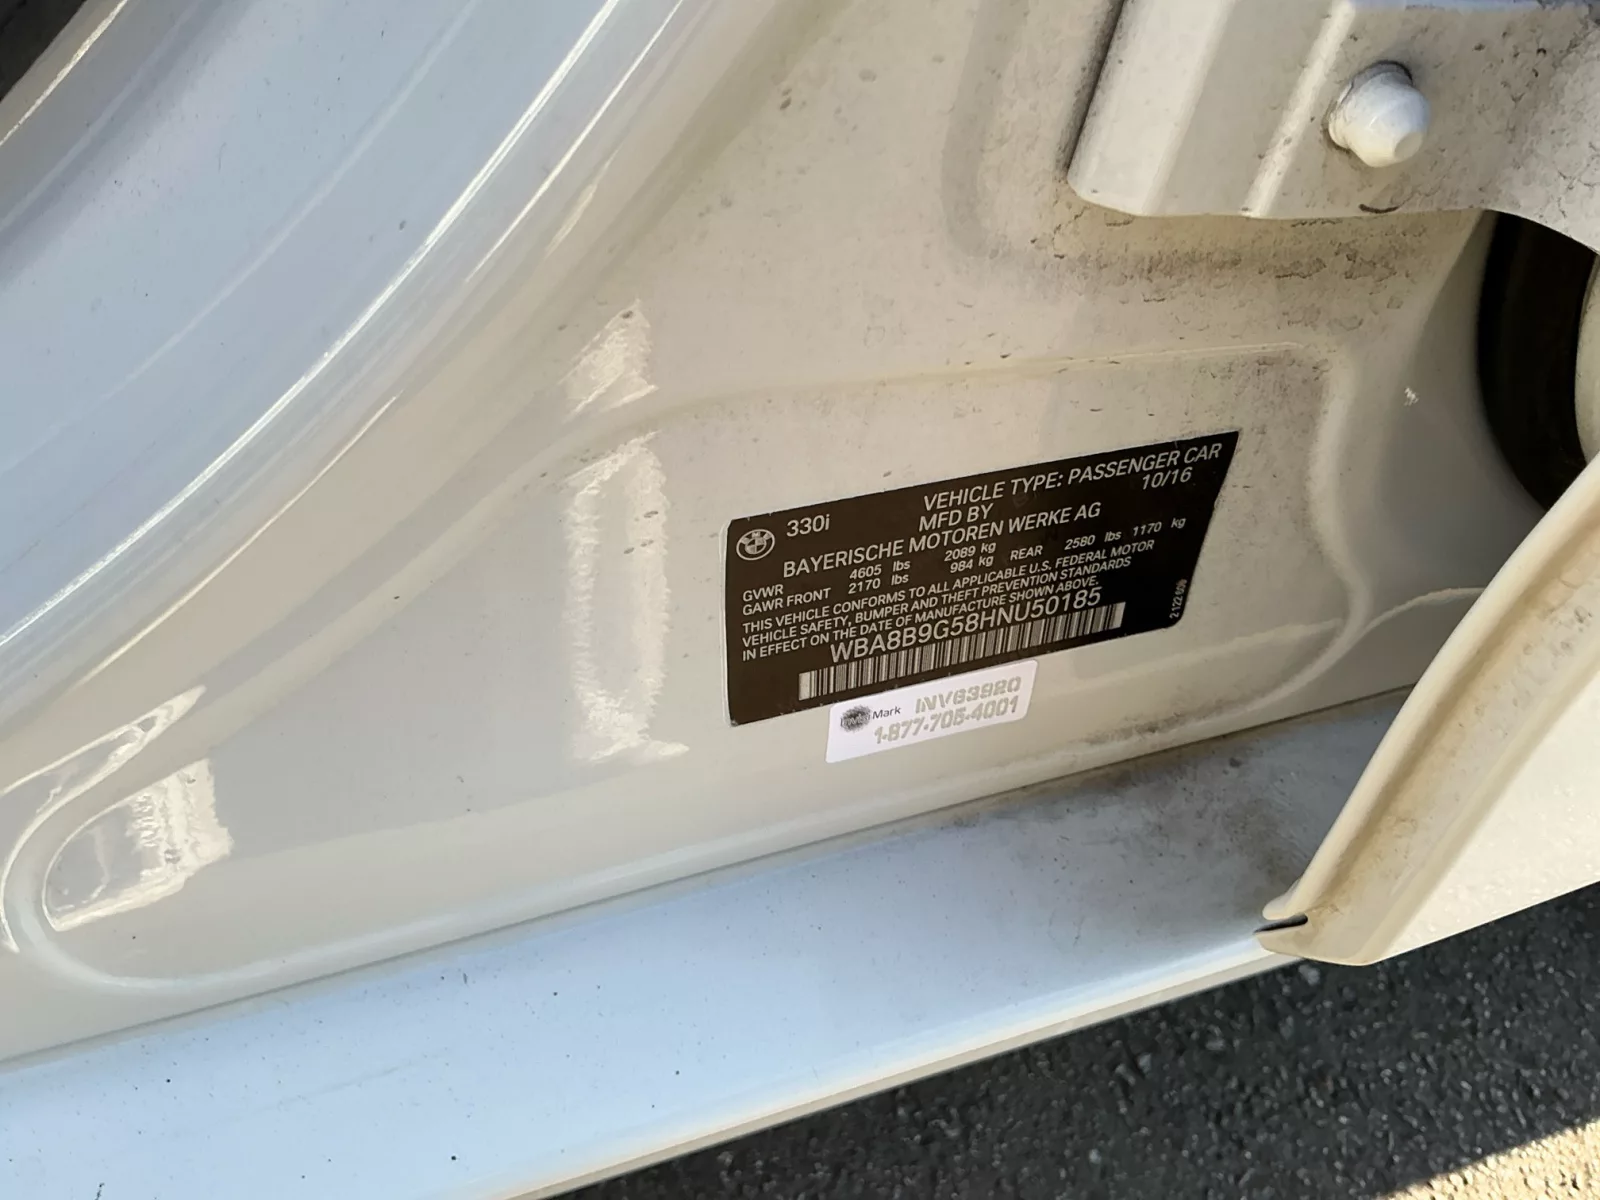 330i
VEHICLE TYPE: PASSENGER CAR
MFD BY 10/16
BAYERISCHE MOTOREN WERKE AG
GVWR 4605 lbs 2089 kg
GAWR FRONT 2170 lbs 984 kg REAR 2580 lbs 1170 kg
THIS VEHICLE CONFORMS TO ALL APPLICABLE U.S. FEDERAL MOTOR
VEHICLE SAFETY, BUMPER AND THEFT PREVENTION STANDARDS
IN EFFECT ON THE DATE OF MANUFACTURE SHOWN ABOVE.
WBA8B9G58HNU50185
Mark INV63980
1-877-705-4001